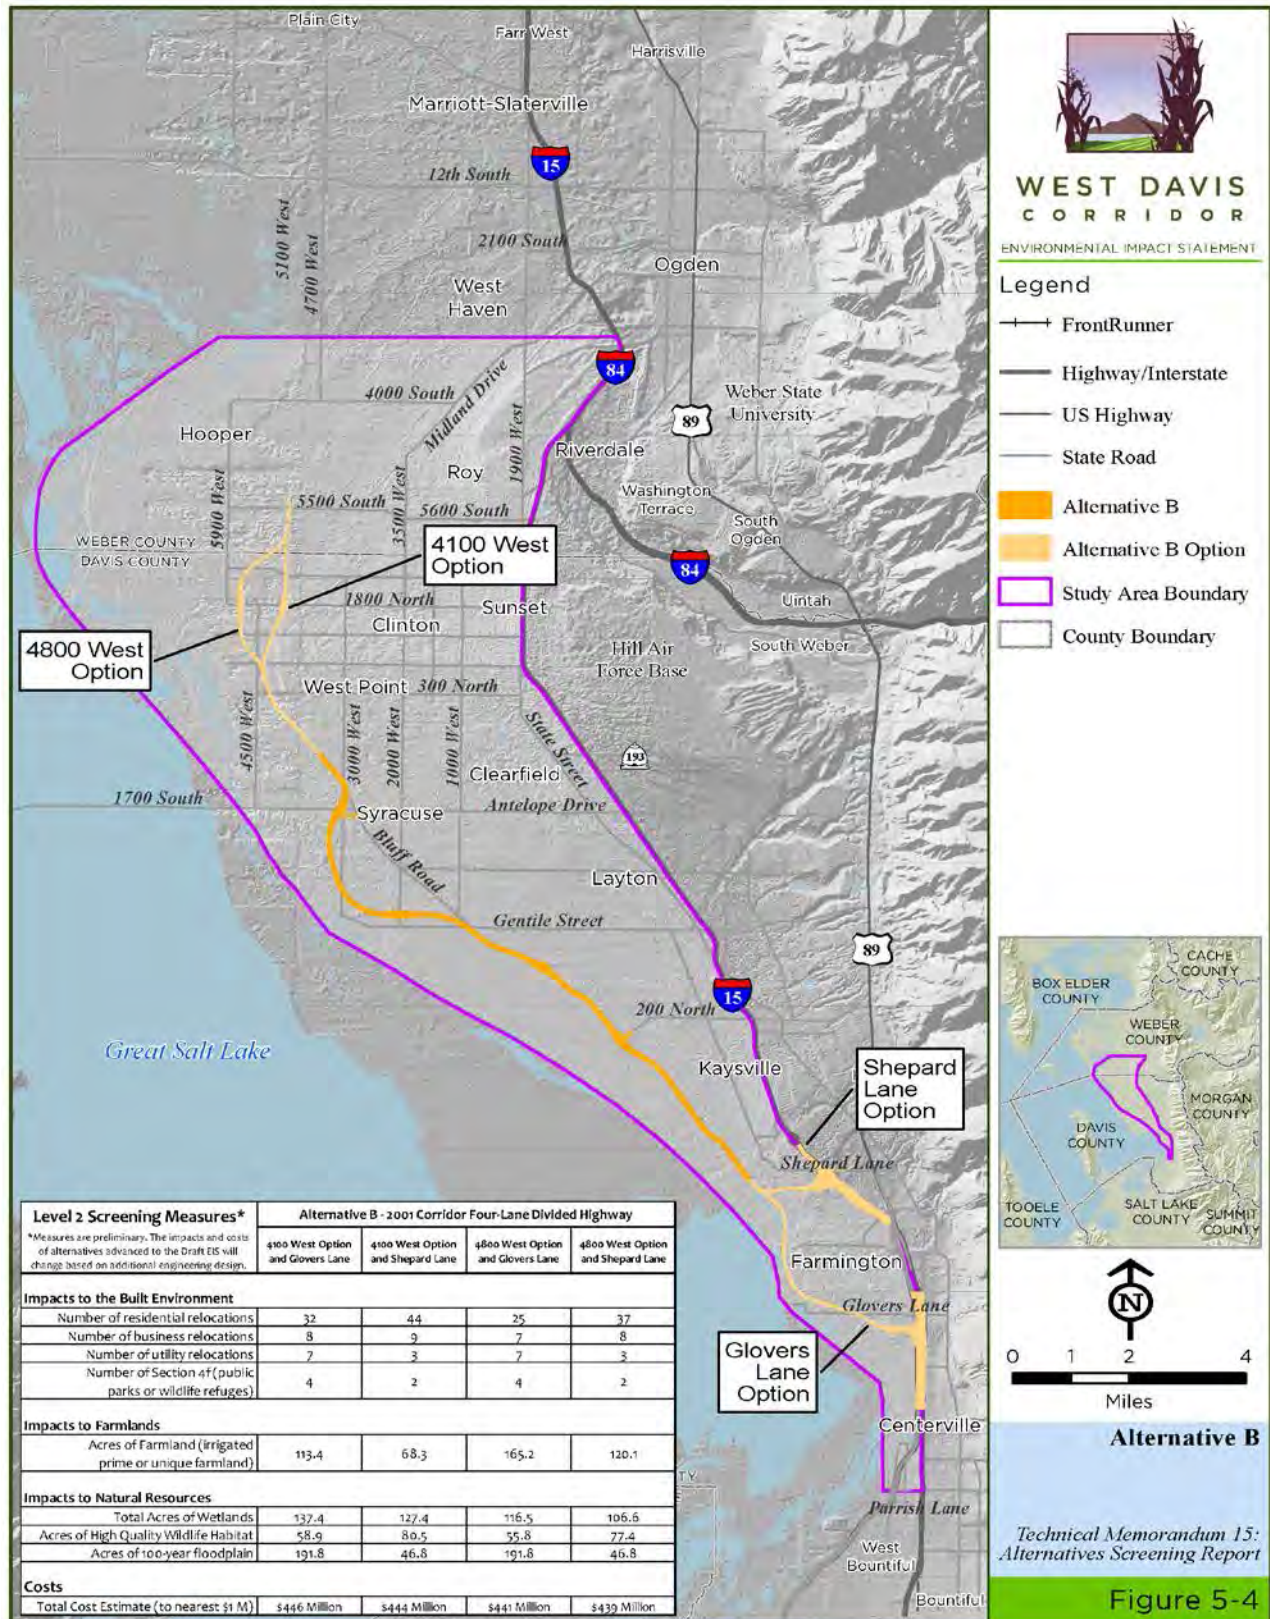 Plain City
Farr West
Harrisville
Marriott-Slaterville
15
12th South
5100 West
4700 West
2100 South
Ogden
West
Haven
84
4000 South
Midland Drive
Weber State
University
89
Hooper
1900 West
Riverdale
Roy
3500 West
5900 West
5500 South
5600 South
Washington
Terrace
South
Ogden
WEBER COUNTY
DAVIS COUNTY
4100 West
Option
84
1800 North
Sunset
Uintah
Clinton
4800 West
Option
Hill Air
Force Base
South Weber
West Point
300 North
4500 West
3000 West
2000 West
1000 West
State Street
193
Clearfield
1700 South
Syracuse
Antelope Drive
Bluff Road
Layton
Gentile Street
89
15
200 North
Great Salt Lake
Kaysville
Shepard
Lane
Option
Shepard Lane
Farmington
Glovers Lane
Glovers
Lane
Option
Centerville
Parrish Lane
West
Bountiful
Bountiful
TY
Level 2 Screening Measures*
*Measures are preliminary. The impacts and costs
of alternatives advanced to the Draft EIS will
change based on additional engineering design.
Alternative B - 2001 Corridor Four-Lane Divided Highway
4100 West Option and Glovers Lane 4100 West Option and Shepard Lane 4800 West Option and Glovers Lane 4800 West Option and Shepard Lane
Impacts to the Built Environment
Number of residential relocations 32 44 25 37
Number of business relocations 8 9 7 8
Number of utility relocations 7 3 7 3
Number of Section 4f (public
parks or wildlife refuges) 4 2 4 2
Impacts to Farmlands
Acres of Farmland (irrigated
prime or unique farmland) 113.4 68.3 165.2 120.1
Impacts to Natural Resources
Total Acres of Wetlands 137.4 127.4 116.5 106.6
Acres of High Quality Wildlife Habitat 58.9 80.5 55.8 77.4
Acres of 100-year floodplain 191.8 46.8 191.8 46.8
Costs
Total Cost Estimate (to nearest $1 M) $446 Million $444 Million $441 Million $439 Million
WEST DAVIS
CORRIDOR
ENVIRONMENTAL IMPACT STATEMENT
Legend
FrontRunner
Highway/Interstate
US Highway
State Road
Alternative B
Alternative B Option
Study Area Boundary
County Boundary
CACHE
COUNTY
BOX ELDER
COUNTY
WEBER
COUNTY
MORGAN
COUNTY
DAVIS
COUNTY
TOOELE
COUNTY
SALT LAKE
COUNTY
SUMMIT
COUNTY
N
0 1 2 4
Miles
Alternative B
Technical Memorandum 15:
Alternatives Screening Report
Figure 5-4